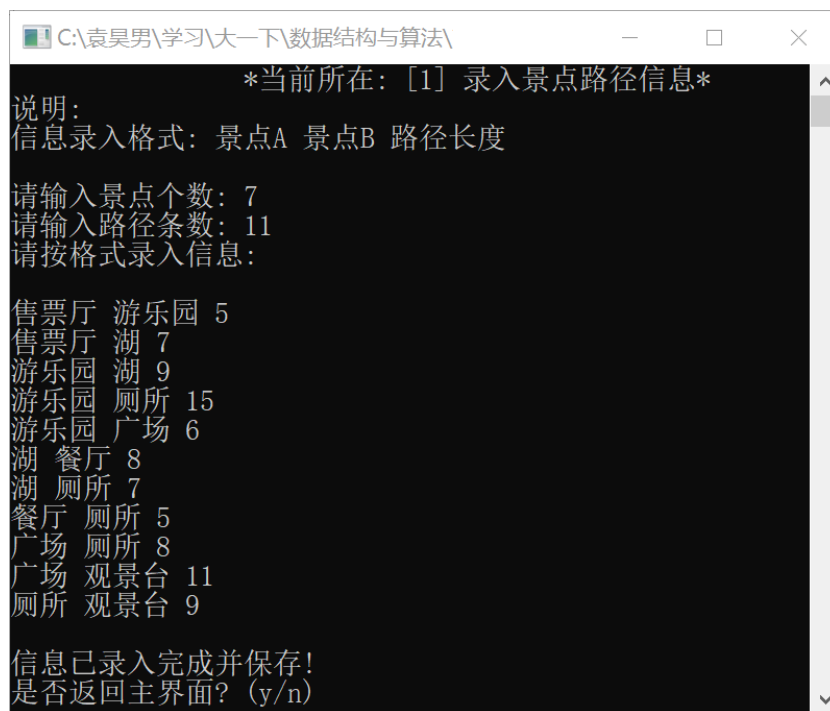 C:\袁昊男\学习\大一下\数据结构与算法\
*当前所在: [1] 录入景点路径信息*
说明:
信息录入格式: 景点A 景点B 路径长度
请输入景点个数: 7
请输入路径条数: 11
请按格式录入信息:
售票厅 游乐园 5
售票厅 湖 7
游乐园 湖 9
游乐园 厕所 15
游乐园 广场 6
湖 餐厅 8
湖 厕所 7
餐厅 厕所 5
广场 厕所 8
广场 观景台 11
厕所 观景台 9
信息已录入完成并保存!
是否返回主界面? (y/n)